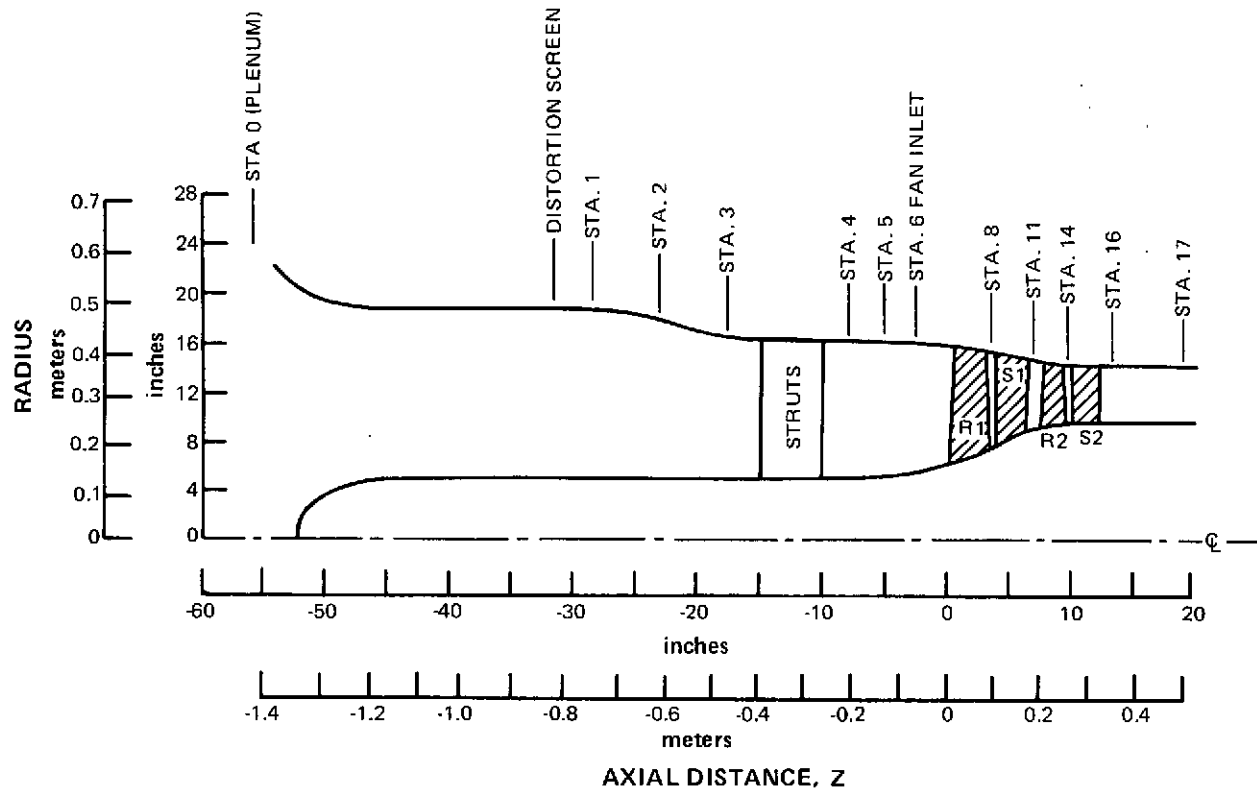 STA 0 (PLENUM)
DISTORTION SCREEN
STA. 1
STA. 2
STA. 3
STA. 4
STA. 5
STA. 6 FAN INLET
STA. 8
STA. 11
STA. 14
STA. 16
STA. 17
RADIUS
meters
0.7
0.6
0.5
0.4
0.3
0.2
0.1
0
inches
28
24
20
16
12
8
4
0
STRUTS
R1
S1
R2
S2
℄
-60
-50
-40
-30
-20
-10
0
10
20
inches
-1.4
-1.2
-1.0
-0.8
-0.6
-0.4
-0.2
0
0.2
0.4
meters
AXIAL DISTANCE, Z